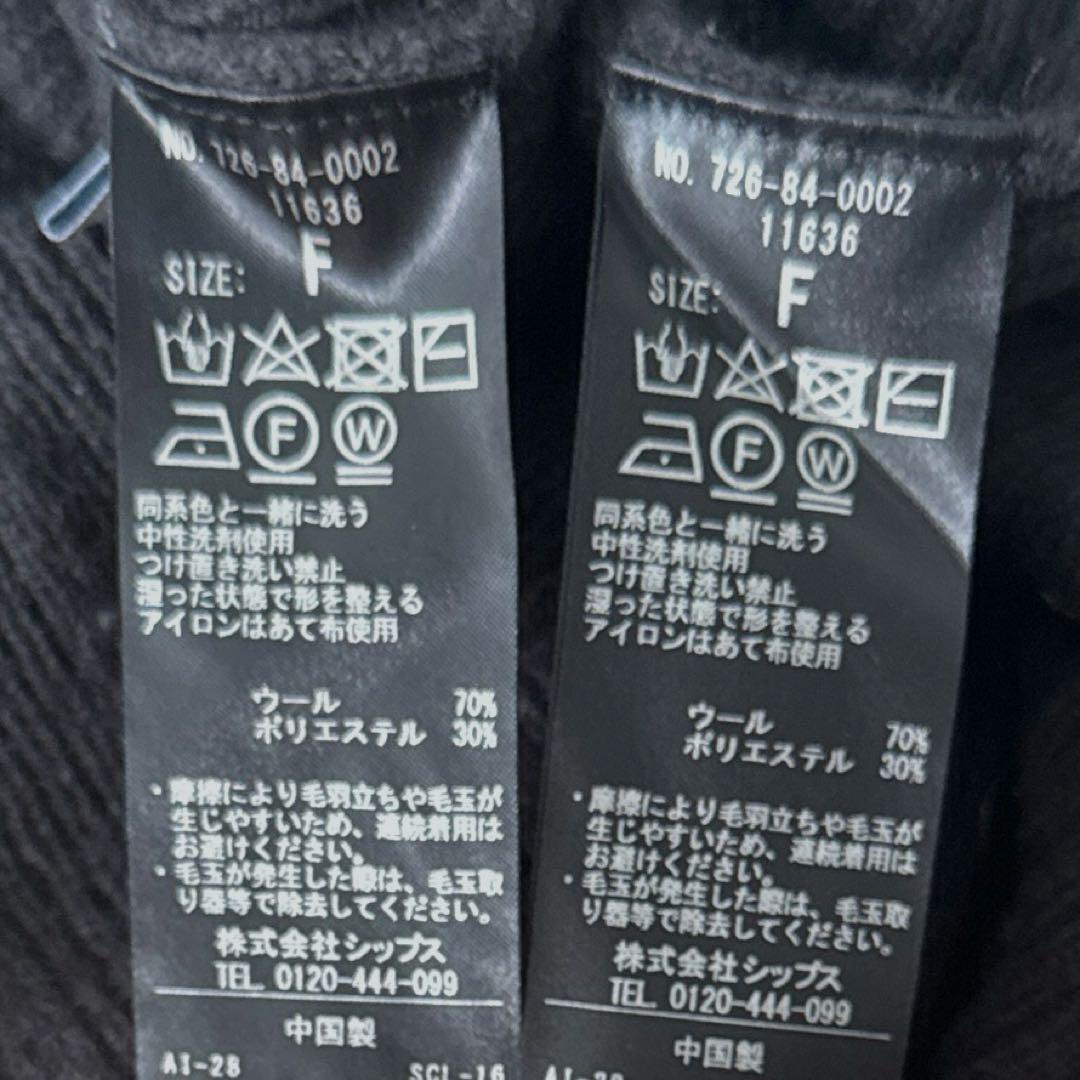 NO. 726-84-0002
11636
SIZE: F
F
W
同系色と一緒に洗う
中性洗剤使用
つけ置き洗い禁止
湿った状態で形を整える
アイロンはあて布使用
ウール 70%
ポリエステル 30%
・摩擦により毛羽立ちや毛玉が
生じやすいため、連続着用は
お避けください。
・毛玉が発生した際は、毛玉取
り器等で除去してください。
株式会社シップス
TEL. 0120-444-099
中国製
AI-28 SCL-16
NO. 726-84-0002
11636
SIZE: F
F
W
同系色と一緒に洗う
中性洗剤使用
つけ置き洗い禁止
湿った状態で形を整える
アイロンはあて布使用
ウール 70%
ポリエステル 30%
・摩擦により毛羽立ちや毛玉が
生じやすいため、連続着用は
お避けください。
・毛玉が発生した際は、毛玉取
り器等で除去してください。
株式会社シップス
TEL. 0120-444-099
中国製